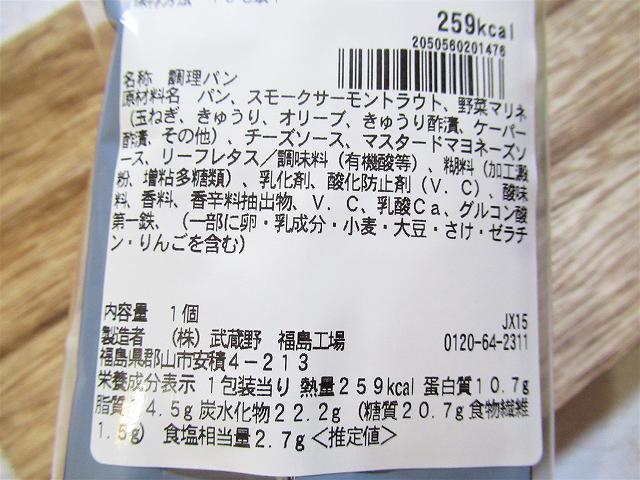 259kcal
2050560201476
名称 調理パン
原材料名 パン、スモークサーモントラウト、野菜マリネ
(玉ねぎ、きゅうり、オリーブ、きゅうり酢漬、ケーパー
酢漬、その他)、チーズソース、マスタードマヨネーズソ
ース、リーフレタス/調味料(有機酸等)、粘料(加工澱
粉、増粘多糖類)、乳化剤、酸化防止剤(V.C)、酸味
料、香料、香辛料抽出物、V.C、乳酸Ca、グルコン酸
第一鉄、(一部に卵・乳成分・小麦・大豆・さけ・ゼラチ
ン・りんごを含む)
内容量 1個
JX15
製造者 (株)武蔵野 福島工場
0120-64-2311
福島県郡山市安積4-213
栄養成分表示 1包装当り 熱量259kcal 蛋白質10.7g
脂質 4.5g 炭水化物22.2g (糖質20.7g 食物繊維
1.5g) 食塩相当量2.7g <推定値>